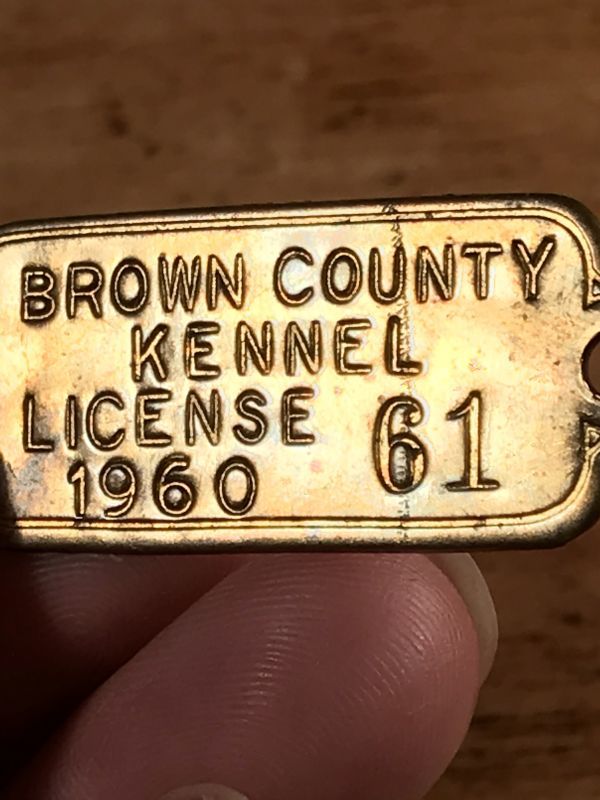 BROWN COUNTY
KENNEL
LICENSE 61
1960